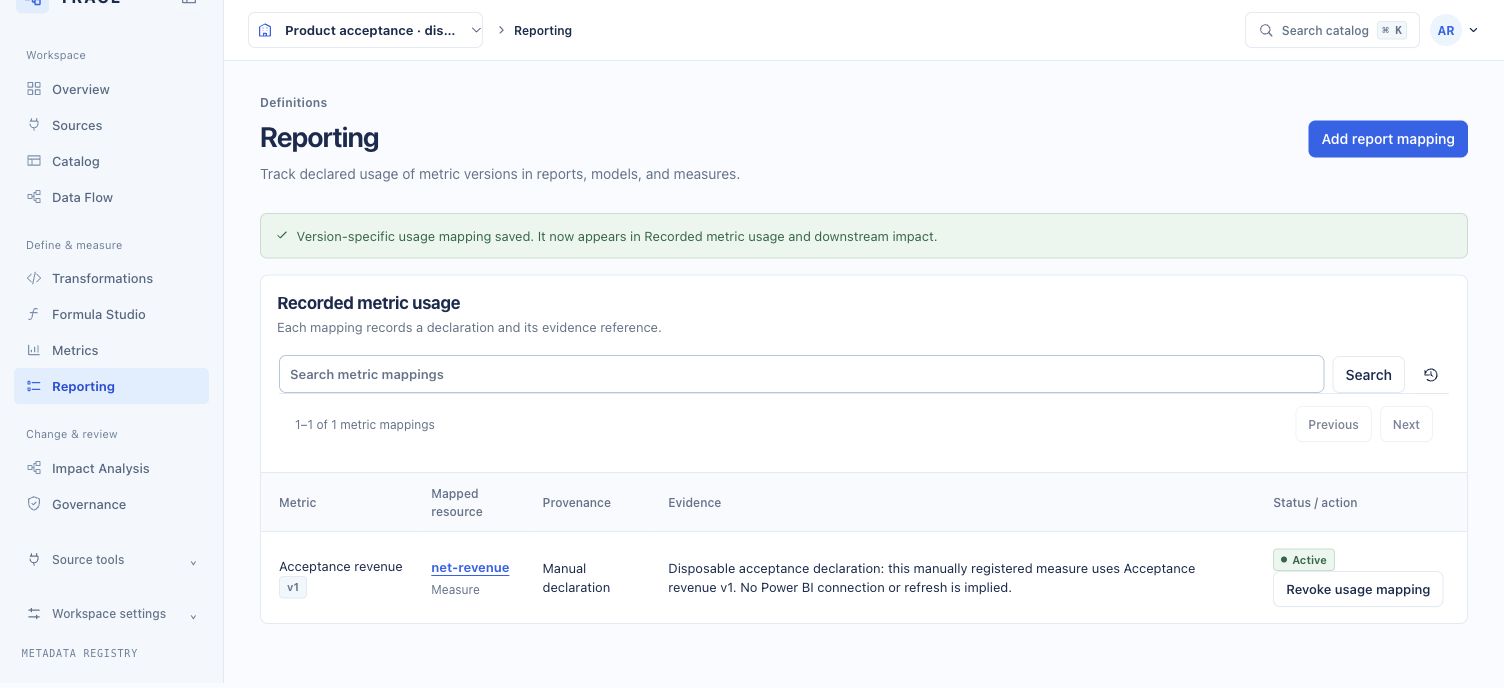 TRACE
Workspace
Overview
Sources
Catalog
Data Flow
Define & measure
Transformations
Formula Studio
Metrics
Reporting
Change & review
Impact Analysis
Governance
Source tools
Workspace settings
METADATA REGISTRY
Product acceptance · dis...
Reporting
Search catalog ⌘ K
AR
Definitions
Reporting
Add report mapping
Track declared usage of metric versions in reports, models, and measures.
Version-specific usage mapping saved. It now appears in Recorded metric usage and downstream impact.
Recorded metric usage
Each mapping records a declaration and its evidence reference.
Search metric mappings
Search
1–1 of 1 metric mappings
Previous
Next
Metric
Mapped
resource
Provenance
Evidence
Status / action
Acceptance revenue
v1
net-revenue
Measure
Manual
declaration
Disposable acceptance declaration: this manually registered measure uses Acceptance
revenue v1. No Power BI connection or refresh is implied.
Active
Revoke usage mapping